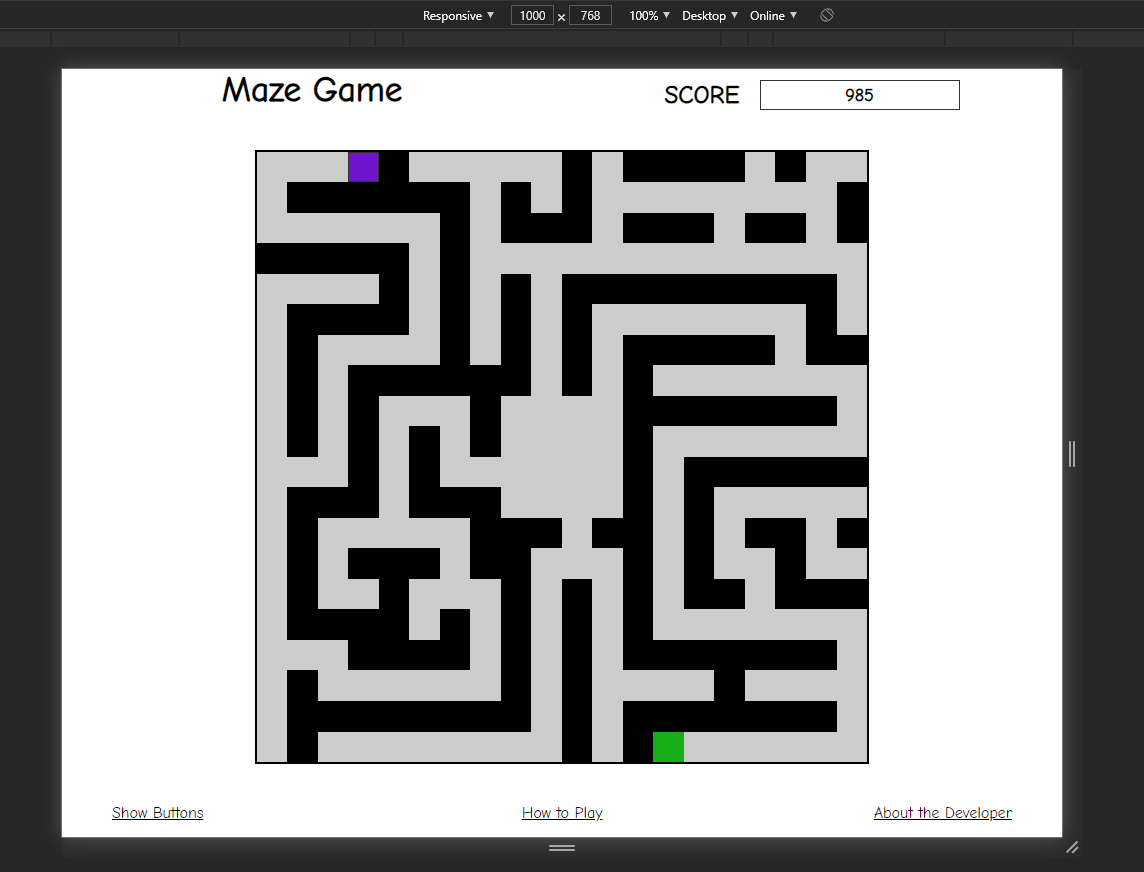 Responsive ▼ 1000 × 768 100% ▼ Desktop ▼ Online ▼
Maze Game
SCORE 985
Show Buttons How to Play About the Developer